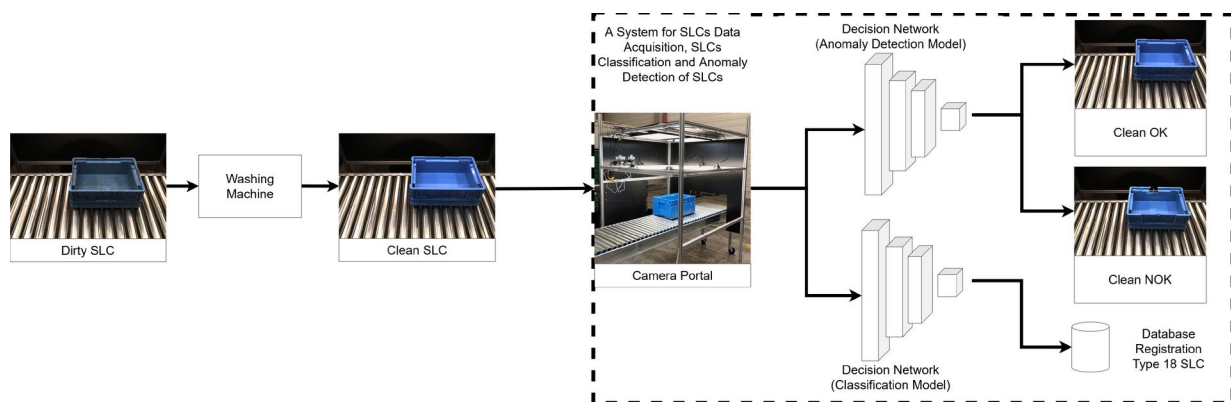 Dirty SLC
Washing
Machine
Clean SLC
A System for SLCs Data
Acquisition, SLCs
Classification and Anomaly
Detection of SLCs
Camera Portal
Decision Network
(Anomaly Detection Model)
Decision Network
(Classification Model)
Clean OK
Clean NOK
Database
Registration
Type 18 SLC